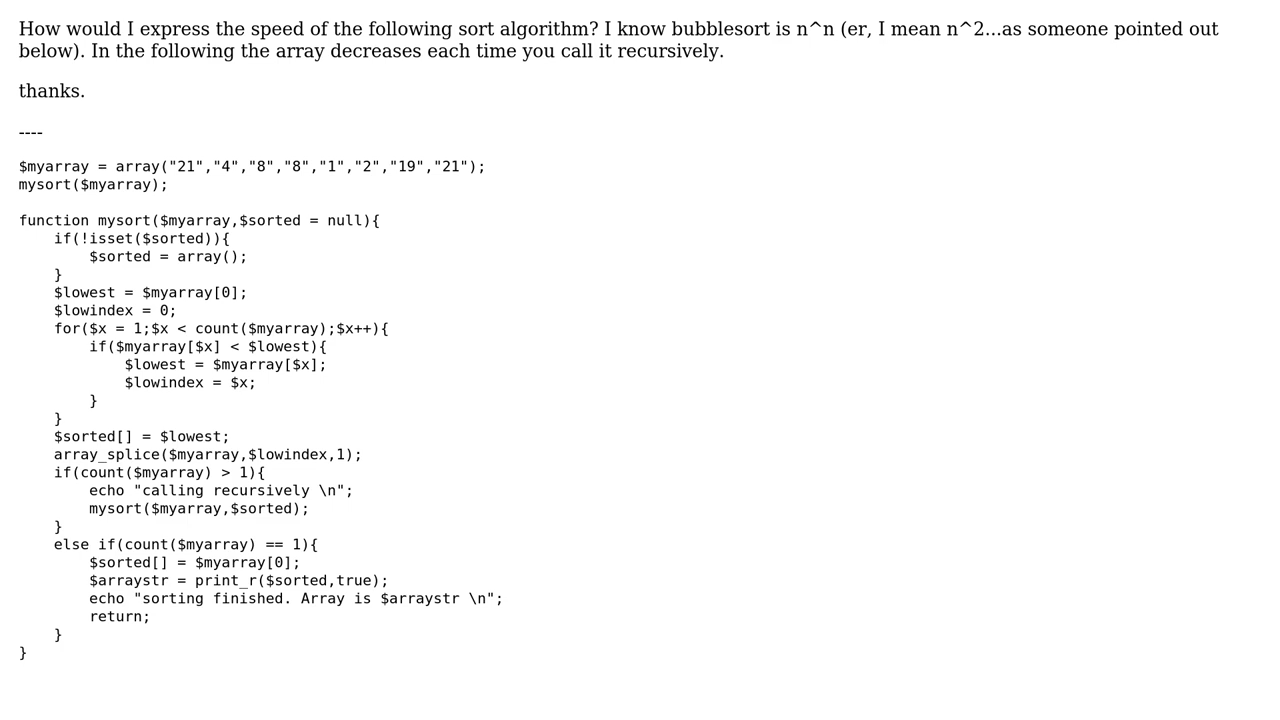 How would I express the speed of the following sort algorithm? I know bubblesort is n^n (er, I mean n^2...as someone pointed out
below). In the following the array decreases each time you call it recursively.
thanks.
----
$myarray = array("21","4","8","8","1","2","19","21");
mysort($myarray);
function mysort($myarray,$sorted = null){
    if(!isset($sorted)){
        $sorted = array();
    }
    $lowest = $myarray[0];
    $lowindex = 0;
    for($x = 1;$x < count($myarray);$x++){
        if($myarray[$x] < $lowest){
            $lowest = $myarray[$x];
            $lowindex = $x;
        }
    }
    $sorted[] = $lowest;
    array_splice($myarray,$lowindex,1);
    if(count($myarray) > 1){
        echo "calling recursively \n";
        mysort($myarray,$sorted);
    }
    else if(count($myarray) == 1){
        $sorted[] = $myarray[0];
        $arraystr = print_r($sorted,true);
        echo "sorting finished. Array is $arraystr \n";
        return;
    }
}